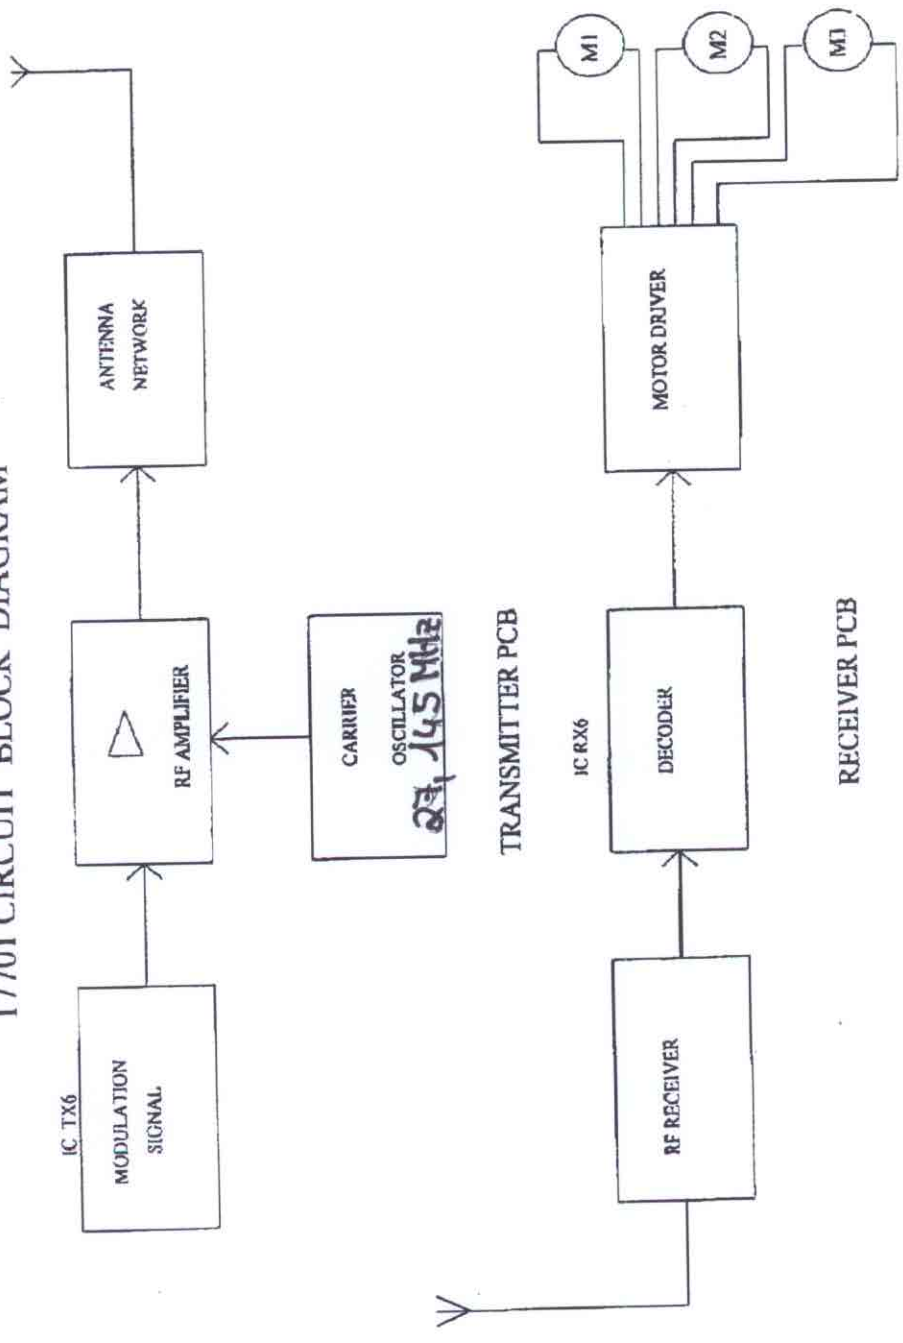 17701 CIRCUIT BLOCK DIAGRAM
IC TX6
MODULATION
SIGNAL
RF AMPLIFIER
ANTENNA
NETWORK
CARRIER
OSCILLATOR
27,145 MHz
TRANSMITTER PCB
IC RX6
RF RECEIVER
DECODER
MOTOR DRIVER
M1
M2
M3
RECEIVER PCB